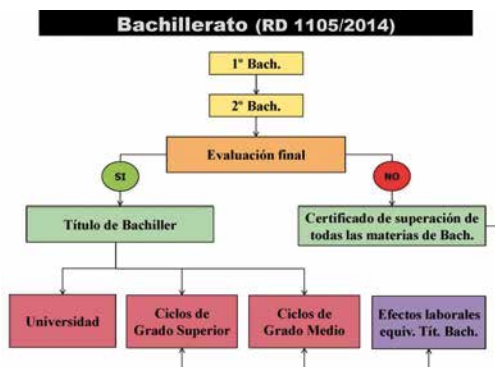 Bachillerato (RD 1105/2014)
1º Bach.
2º Bach.
Evaluación final
SI
NO
Título de Bachiller
Certificado de superación de
todas las materias de Bach.
Universidad
Ciclos de
Grado Superior
Ciclos de
Grado Medio
Efectos laborales
equiv. Tít. Bach.